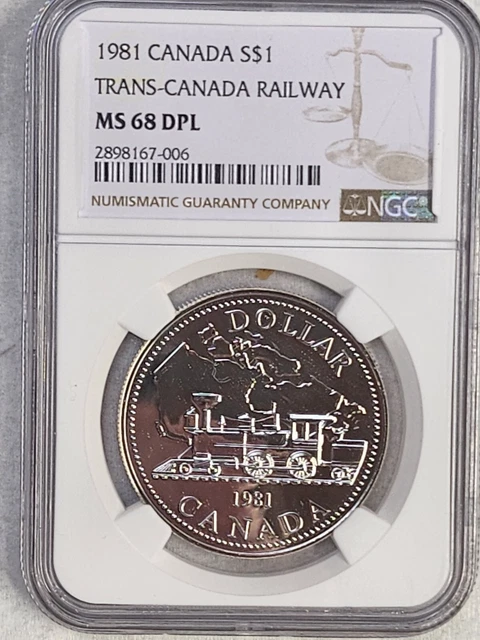 1981 CANADA S$1
TRANS-CANADA RAILWAY
MS 68 DPL
2898167-006
NUMISMATIC GUARANTY COMPANY
NGC®
DOLLAR
1981
CANADA